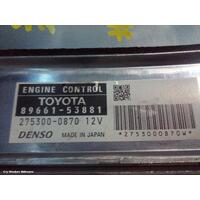 ENGINE CONTROL
TOYOTA
89661-53881
275300-0870 12V
DENSO MADE IN JAPAN
*2753000870W*